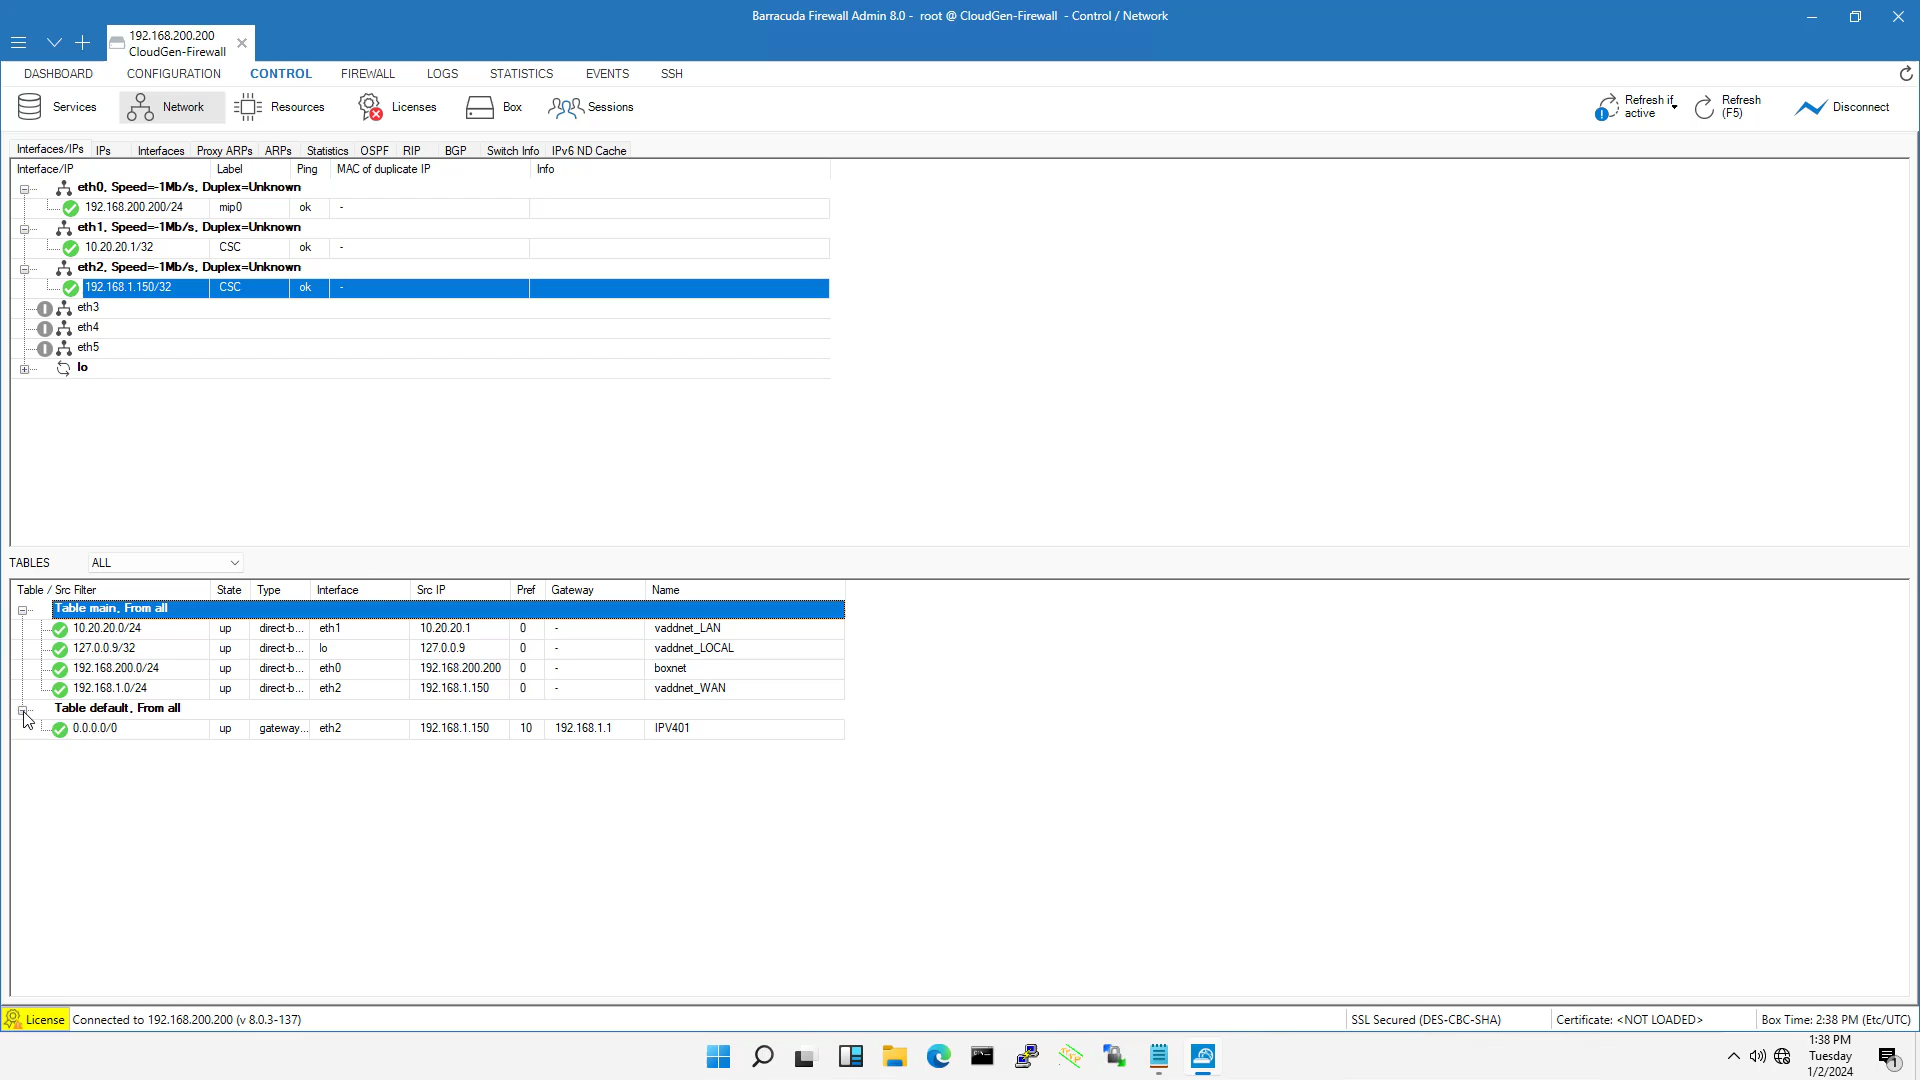 Barracuda Firewall Admin 8.0 - root @ CloudGen-Firewall - Control / Network
192.168.200.200
CloudGen-Firewall
DASHBOARD CONFIGURATION CONTROL FIREWALL LOGS STATISTICS EVENTS SSH
Services Network Resources Licenses Box Sessions Refresh if active Refresh (F5) Disconnect
Interfaces/IPs IPs Interfaces Proxy ARPs ARPs Statistics OSPF RIP BGP Switch Info IPv6 ND Cache
Interface/IP Label Ping MAC of duplicate IP Info
eth0, Speed=-1Mb/s, Duplex=Unknown
192.168.200.200/24 mip0 ok -
eth1, Speed=-1Mb/s, Duplex=Unknown
10.20.20.1/32 CSC ok -
eth2, Speed=-1Mb/s, Duplex=Unknown
192.168.1.150/32 CSC ok -
eth3
eth4
eth5
lo
TABLES ALL
Table / Src Filter State Type Interface Src IP Pref Gateway Name
Table main, From all
10.20.20.0/24 up direct-b... eth1 10.20.20.1 0 - vaddnet_LAN
127.0.0.9/32 up direct-b... lo 127.0.0.9 0 - vaddnet_LOCAL
192.168.200.0/24 up direct-b... eth0 192.168.200.200 0 - boxnet
192.168.1.0/24 up direct-b... eth2 192.168.1.150 0 - vaddnet_WAN
Table default, From all
0.0.0.0/0 up gateway... eth2 192.168.1.150 10 192.168.1.1 IPV401
License Connected to 192.168.200.200 (v 8.0.3-137) SSL Secured (DES-CBC-SHA) Certificate: <NOT LOADED> Box Time: 2:38 PM (Etc/UTC)
1:38 PM
Tuesday
1/2/2024
1